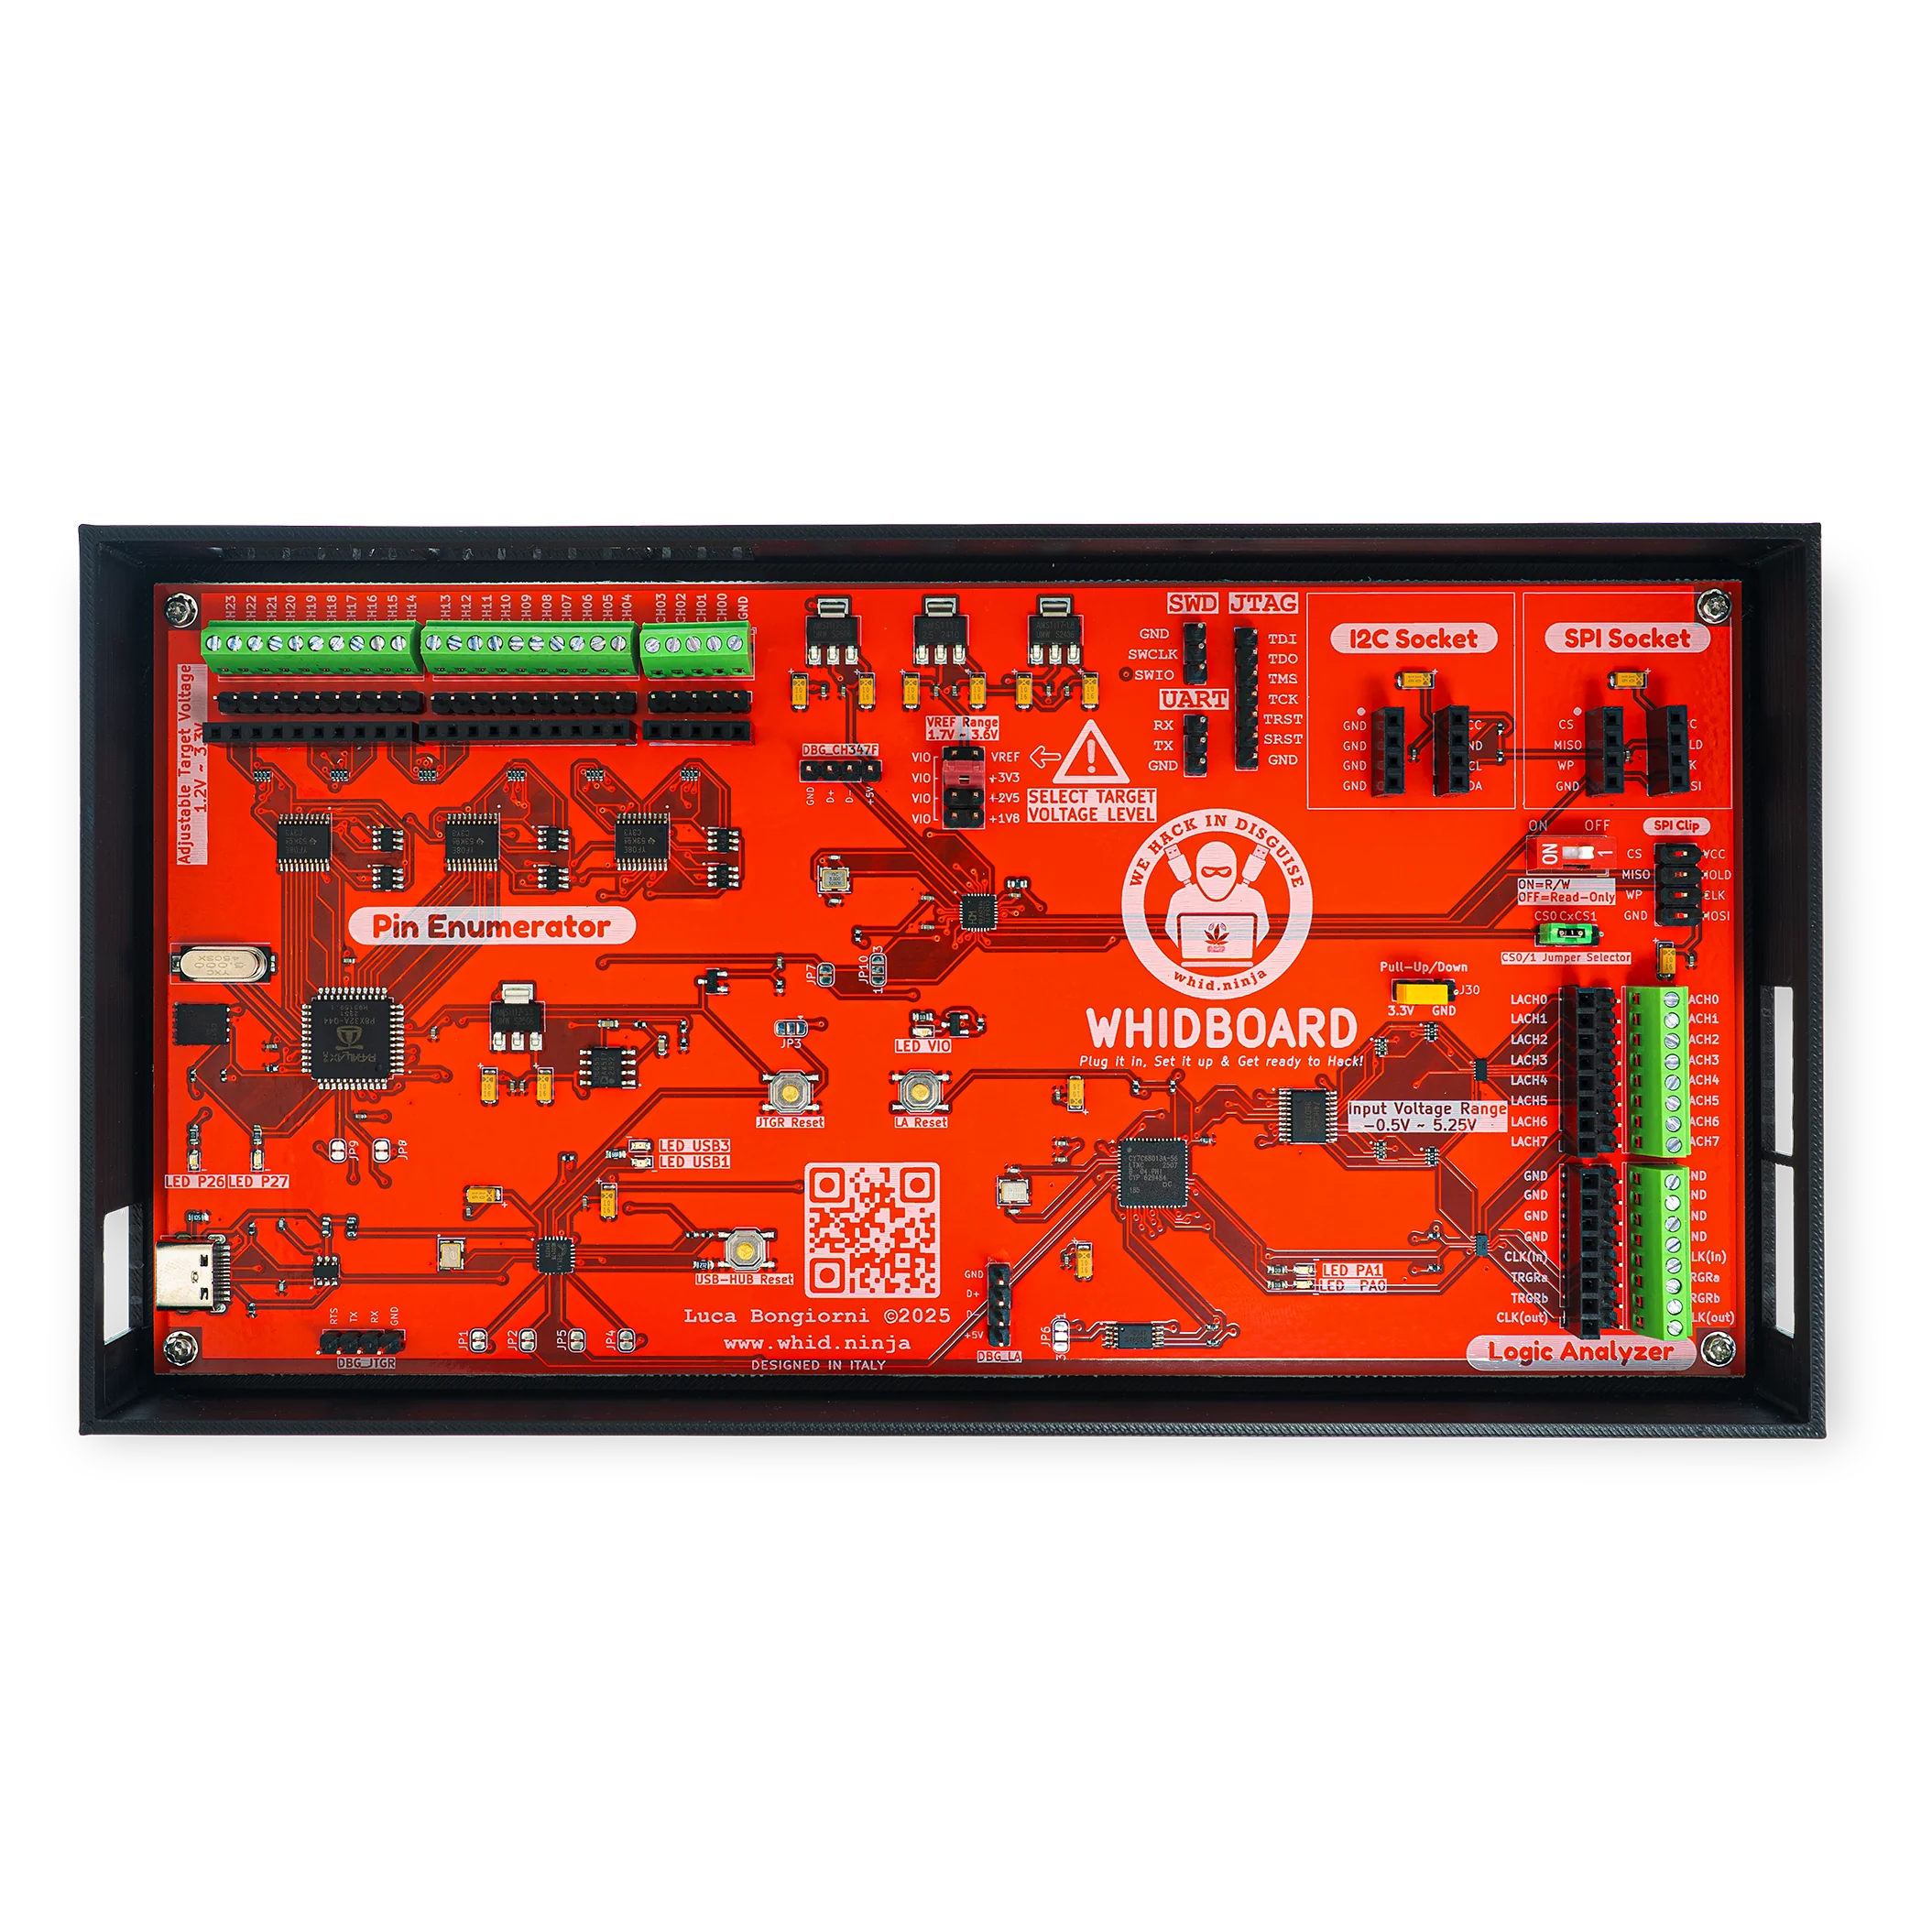 CH23
CH22
CH21
CH20
CH19
CH18
CH17
CH16
CH15
CH14
CH13
CH12
CH11
CH10
CH09
CH08
CH07
CH06
CH05
CH04
CH03
CH02
CH01
CH00
GND
Adjustable Target Voltage
1.2V ~ 3.3V
Pin Enumerator
SWD JTAG
GND
SWCLK
SWIO
UART
RX
TX
GND
TDI
TDO
TMS
TCK
TRST
SRST
GND
I2C Socket
GND
GND
GND
GND
SPI Socket
CS
MISO
WP
GND
VREF Range
1.7V ~ 3.6V
VIO VREF
VIO +3V3
VIO +2V5
VIO +1V8
SELECT TARGET
VOLTAGE LEVEL
DBG_CH347F
GND
D+
D-
+5V
WE HACK IN DISGUISE
whid.ninja
WHIDBOARD
Plug it in, Set it up & Get ready to Hack!
ON OFF
ON 1
ON=R/W
OFF=Read-Only
SPI Clip
CS VCC
MISO HOLD
WP CLK
GND MOSI
CS0 CxCS1
CS0/1 Jumper Selector
Pull-Up/Down
J30
3.3V GND
JP7
JP10
1
3
JP3
LED VIO
JTGR Reset
LA Reset
P8X32A-Q44
JP9
JP8
LED P26
LED P27
LED USB3
LED USB1
USB-HUB Reset
RTS
TX
RX
GND
DBG_JTGR
JP1
JP2
JP5
JP4
Luca Bongiorni ©2025
www.whid.ninja
DESIGNED IN ITALY
GND
D+
+5V
DBG_LA
JP6
CY7C68013A-56
Input Voltage Range
-0.5V ~ 5.25V
LED PA1
LED PA0
LACH0
LACH1
LACH2
LACH3
LACH4
LACH5
LACH6
LACH7
GND
GND
GND
GND
CLK(in)
TRGRa
TRGRb
CLK(out)
Logic Analyzer